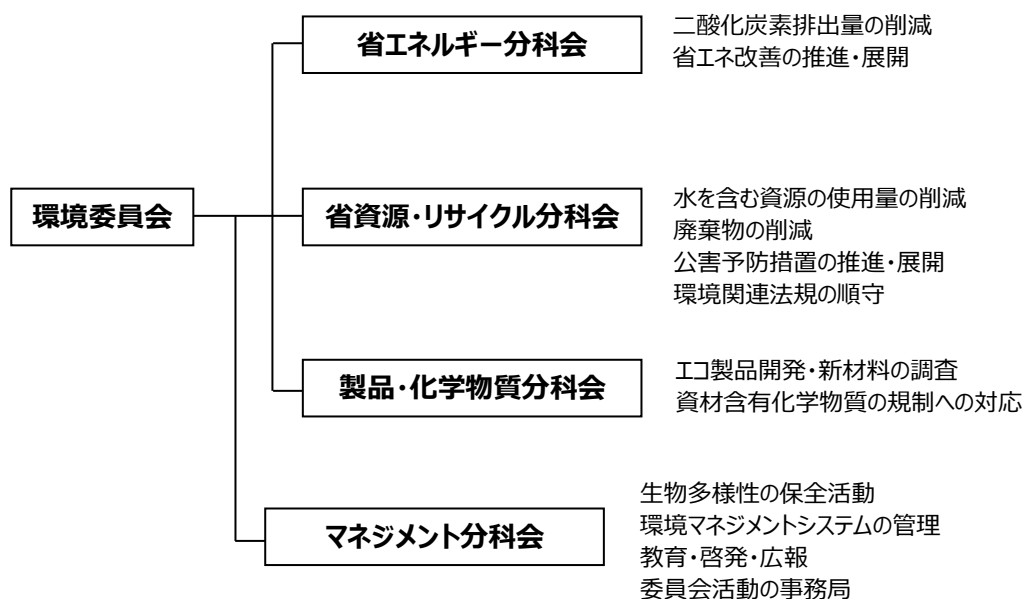 省エネルギー分科会
二酸化炭素排出量の削減
省エネ改善の推進・展開
環境委員会
省資源・リサイクル分科会
水を含む資源の使用量の削減
廃棄物の削減
公害予防措置の推進・展開
環境関連法規の順守
製品・化学物質分科会
エコ製品開発・新材料の調査
資材含有化学物質の規制への対応
マネジメント分科会
生物多様性の保全活動
環境マネジメントシステムの管理
教育・啓発・広報
委員会活動の事務局